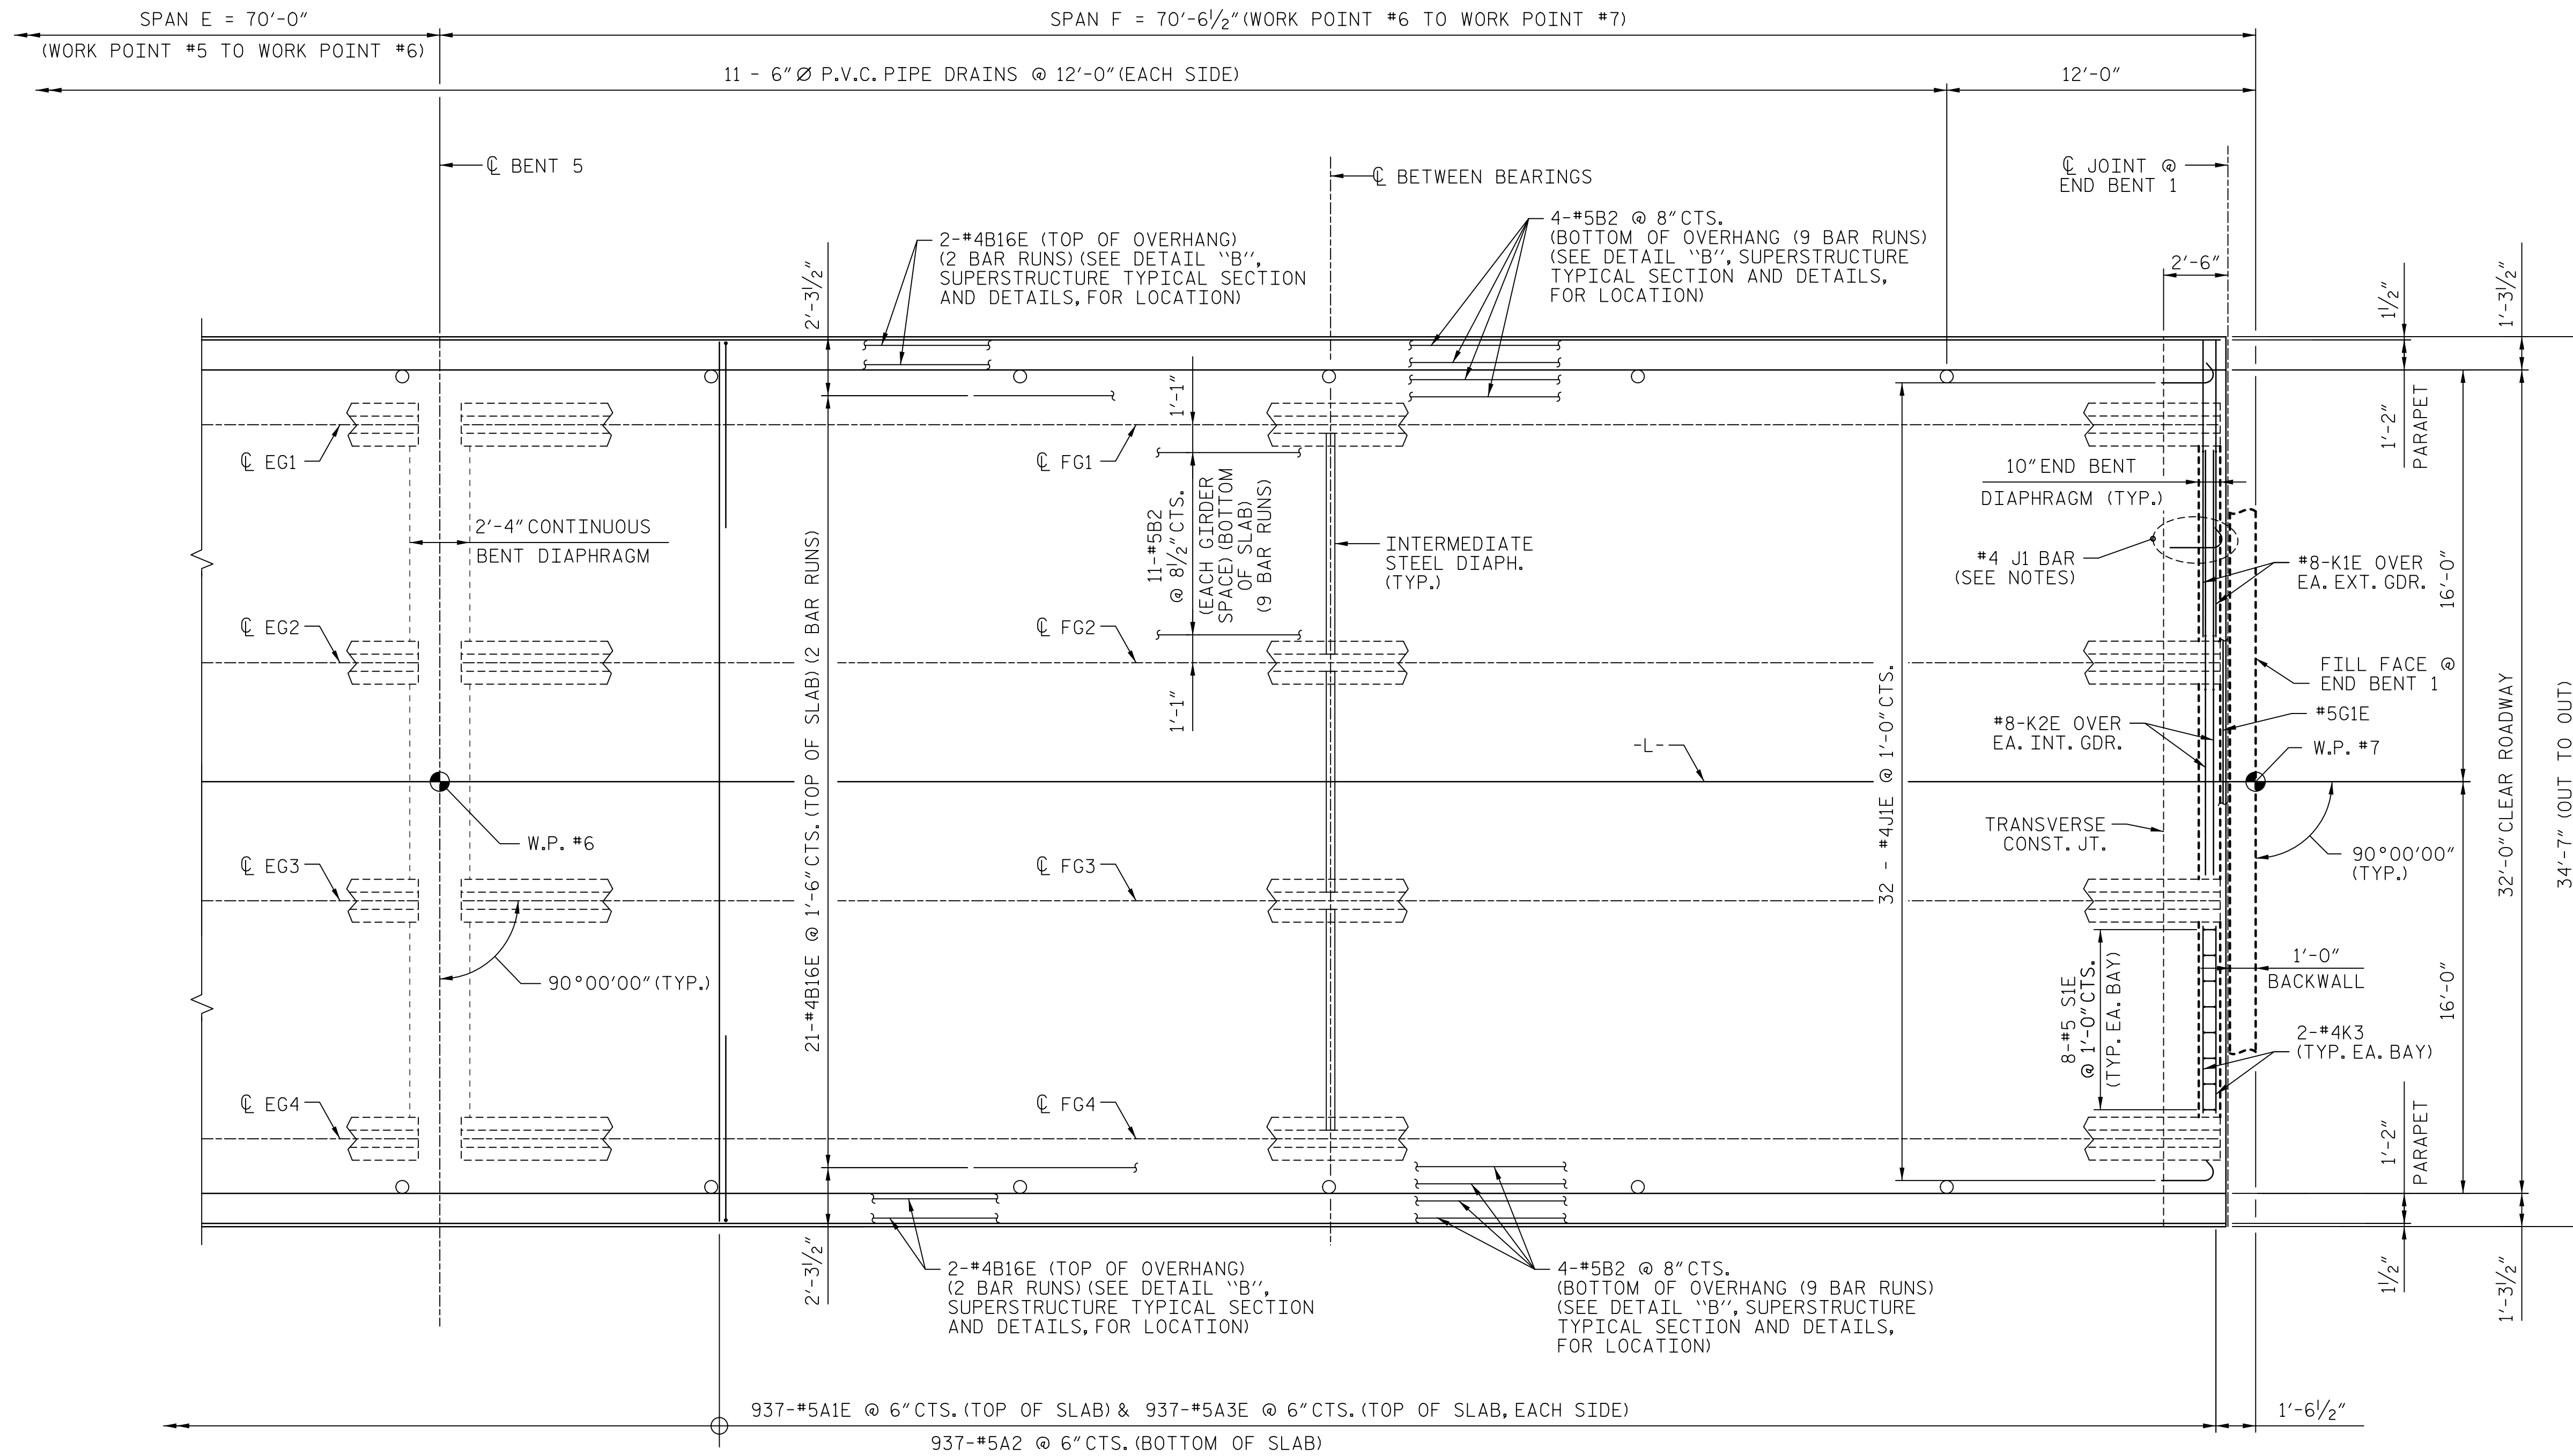 SPAN E = 70'-0"
(WORK POINT #5 TO WORK POINT #6)
SPAN F = 70'-6½" (WORK POINT #6 TO WORK POINT #7)
11 - 6" Ø P.V.C. PIPE DRAINS @ 12'-0" (EACH SIDE)
12'-0"
℄ BENT 5
℄ BETWEEN BEARINGS
℄ JOINT @
END BENT 1
2-#4B16E (TOP OF OVERHANG)
(2 BAR RUNS) (SEE DETAIL ``B'',
SUPERSTRUCTURE TYPICAL SECTION
AND DETAILS, FOR LOCATION)
4-#5B2 @ 8" CTS.
(BOTTOM OF OVERHANG (9 BAR RUNS)
(SEE DETAIL ``B'', SUPERSTRUCTURE
TYPICAL SECTION AND DETAILS,
FOR LOCATION)
2'-3½"
2'-6"
1½"
1'-3½"
1'-2"
PARAPET
℄ EG1
℄ FG1
1'-1"
11-#5B2
@ 8½" CTS.
(EACH GIRDER
SPACE) (BOTTOM
OF SLAB)
(9 BAR RUNS)
1'-1"
10" END BENT
DIAPHRAGM (TYP.)
2'-4" CONTINUOUS
BENT DIAPHRAGM
INTERMEDIATE
STEEL DIAPH.
(TYP.)
#4 J1 BAR
(SEE NOTES)
#8-K1E OVER
EA. EXT. GDR.
16'-0"
℄ EG2
℄ FG2
21-#4B16E @ 1'-6" CTS. (TOP OF SLAB) (2 BAR RUNS)
32 - #4J1E @ 1'-0" CTS.
FILL FACE @
END BENT 1
#5G1E
#8-K2E OVER
EA. INT. GDR.
-L-
W.P. #7
32'-0" CLEAR ROADWAY
34'-7" (OUT TO OUT)
W.P. #6
TRANSVERSE
CONST. JT.
90°00'00"
(TYP.)
℄ EG3
℄ FG3
90°00'00" (TYP.)
8-#5 S1E
@ 1'-0" CTS.
(TYP. EA. BAY)
1'-0"
BACKWALL
16'-0"
2-#4K3
(TYP. EA. BAY)
℄ EG4
℄ FG4
1'-2"
PARAPET
2'-3½"
2-#4B16E (TOP OF OVERHANG)
(2 BAR RUNS) (SEE DETAIL ``B'',
SUPERSTRUCTURE TYPICAL SECTION
AND DETAILS, FOR LOCATION)
4-#5B2 @ 8" CTS.
(BOTTOM OF OVERHANG (9 BAR RUNS)
(SEE DETAIL ``B'', SUPERSTRUCTURE
TYPICAL SECTION AND DETAILS,
FOR LOCATION)
1½"
1'-3½"
937-#5A1E @ 6" CTS. (TOP OF SLAB) & 937-#5A3E @ 6" CTS. (TOP OF SLAB, EACH SIDE)
937-#5A2 @ 6" CTS. (BOTTOM OF SLAB)
1'-6½"